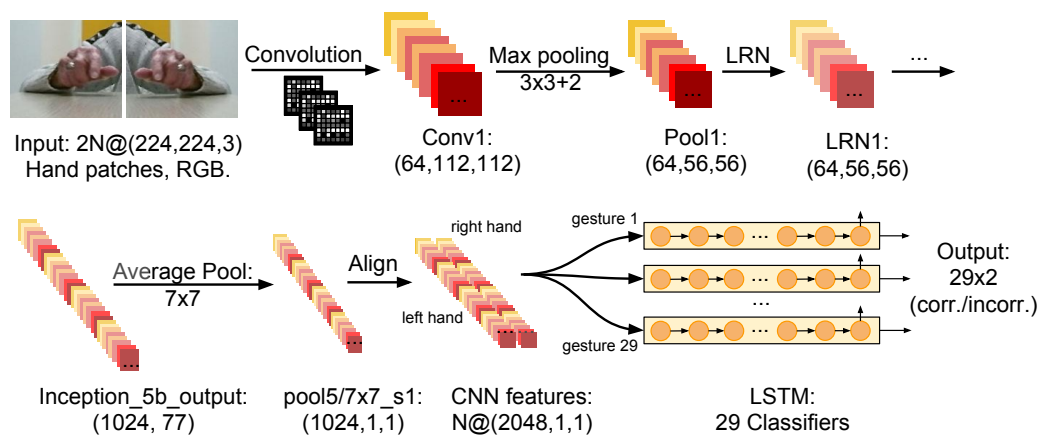 Convolution
Max pooling
3x3+2
LRN
...
...
...
...
Input: 2N@(224,224,3)
Hand patches, RGB.
Conv1:
(64,112,112)
Pool1:
(64,56,56)
LRN1:
(64,56,56)
right hand
gesture 1
Average Pool:
7x7
Align
left hand
...
...
...
...
...
...
...
...
gesture 29
Output:
29x2
(corr./incorr.)
Inception_5b_output:
(1024, 77)
pool5/7x7_s1:
(1024,1,1)
CNN features:
N@(2048,1,1)
LSTM:
29 Classifiers